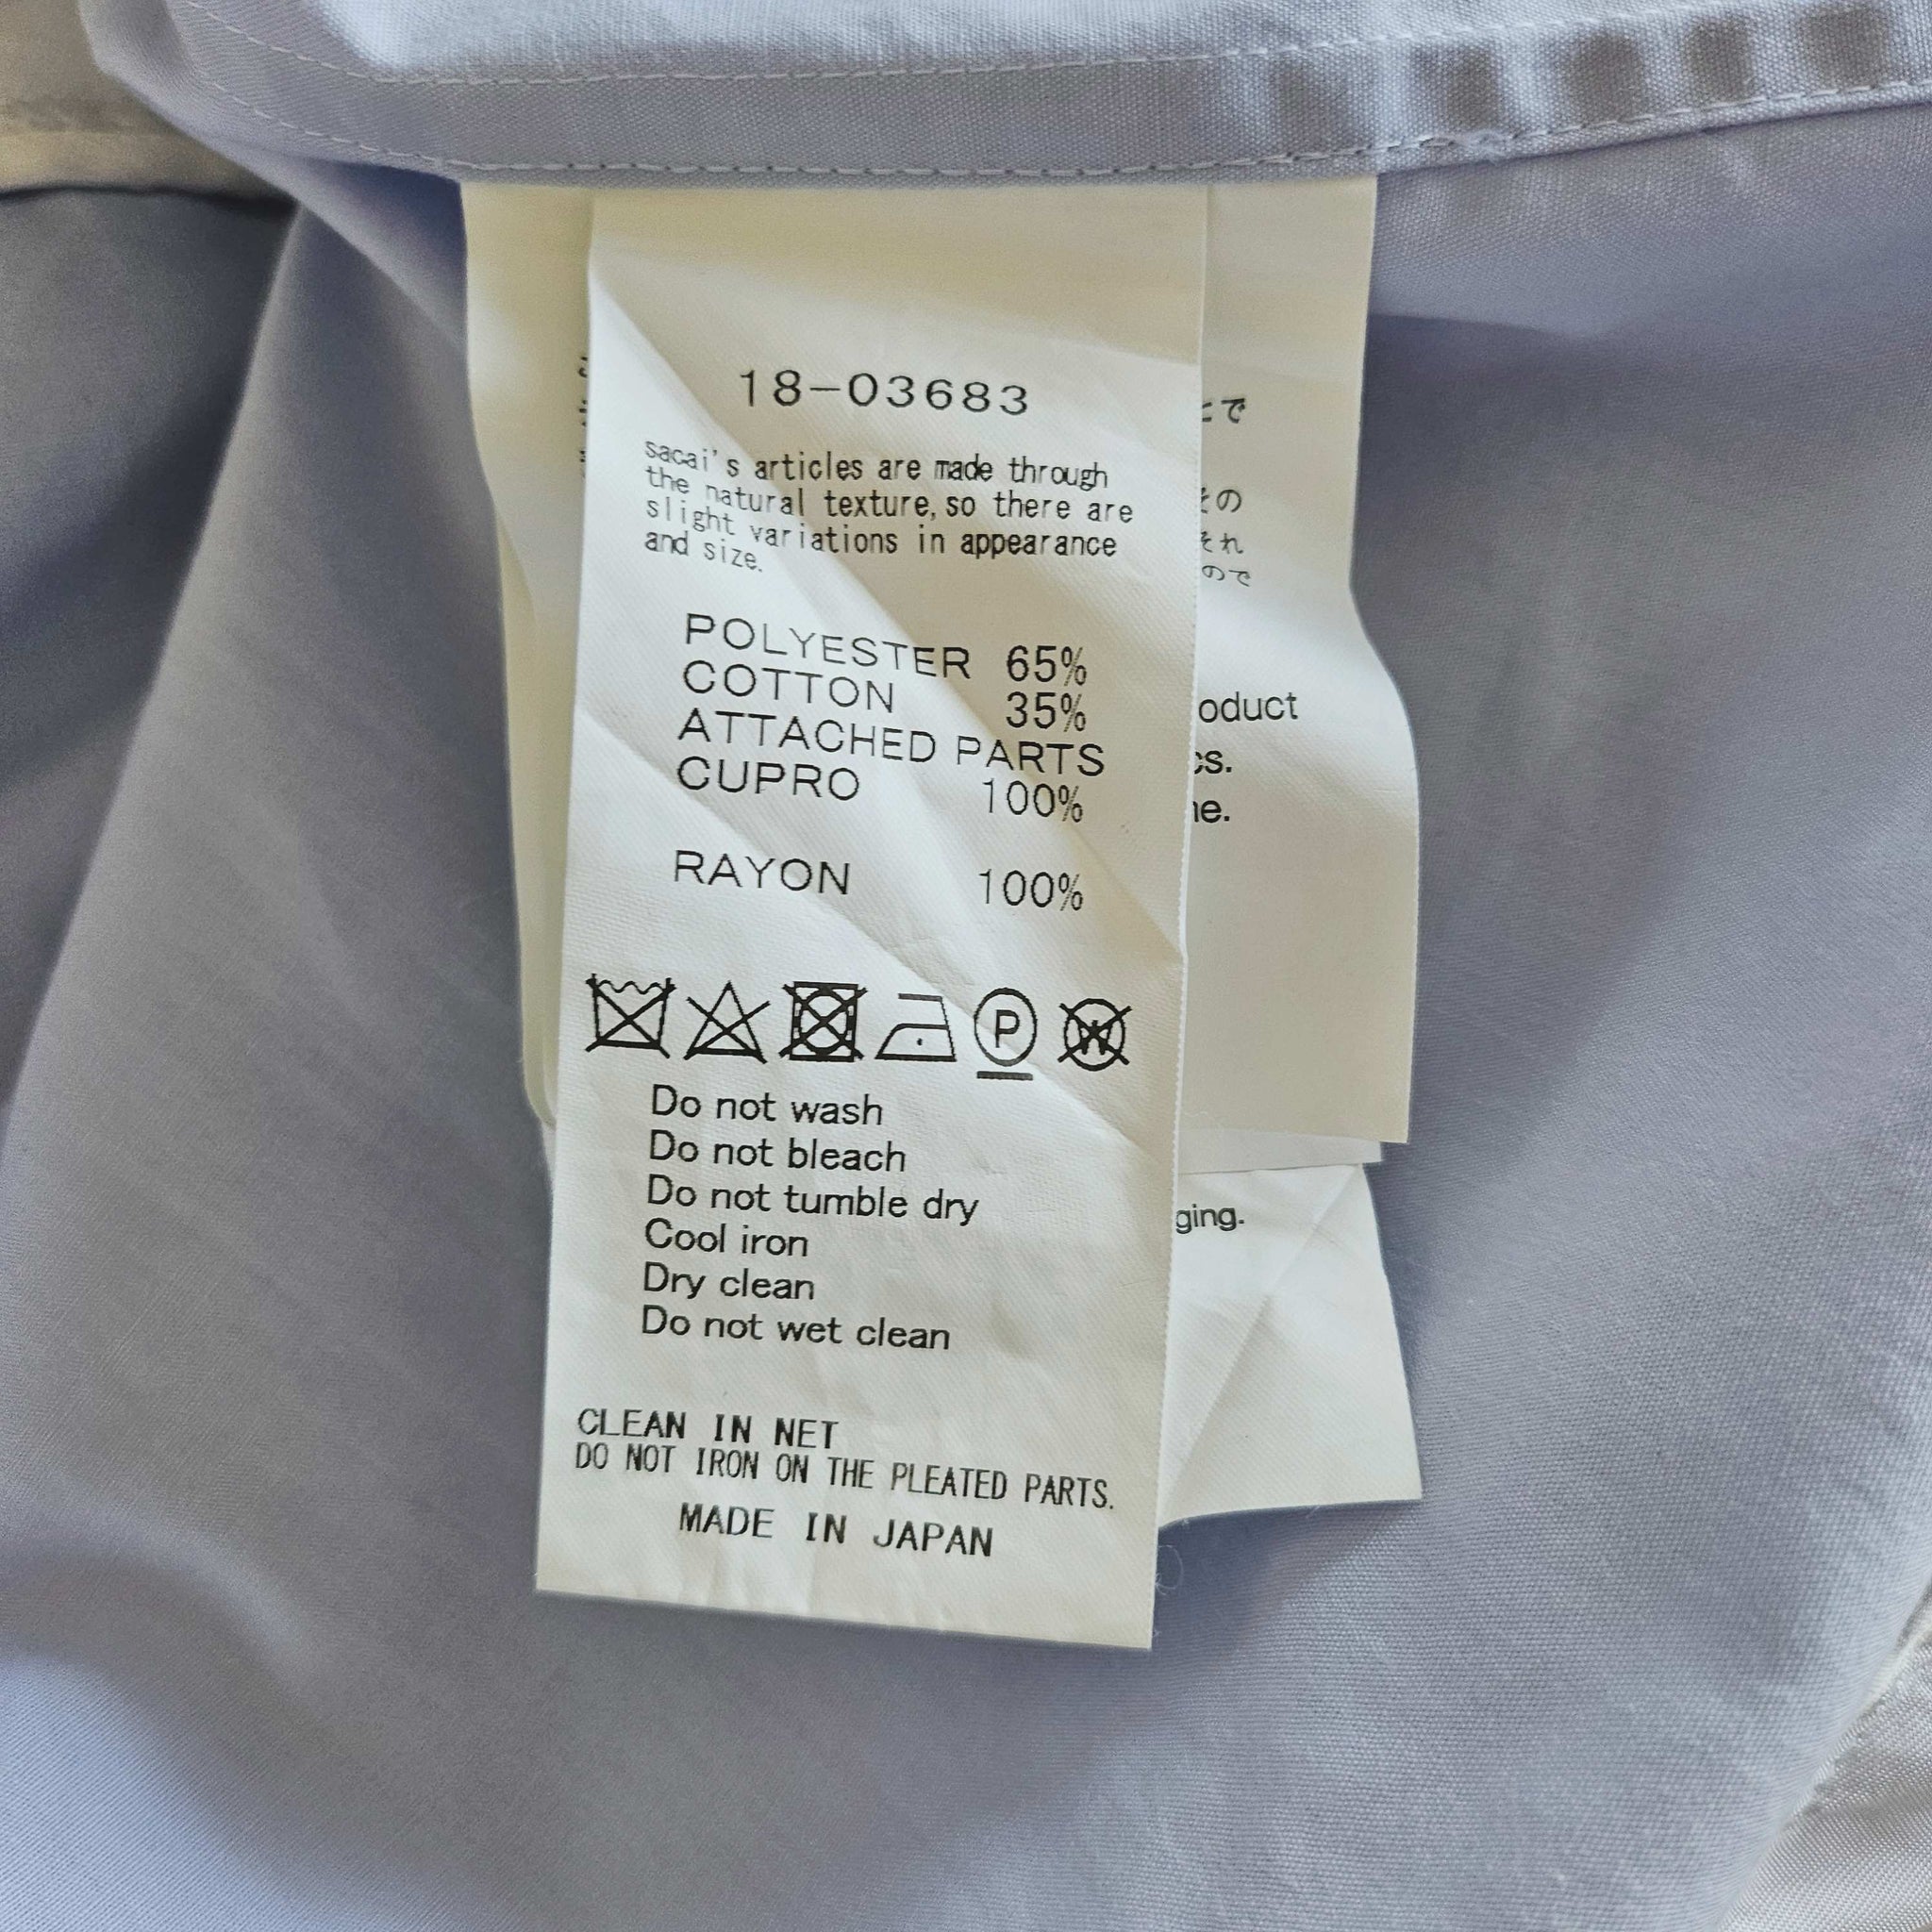 18-03683
sacai's articles are made through
the natural texture, so there are
slight variations in appearance
and size.
POLYESTER 65%
COTTON 35%
ATTACHED PARTS
CUPRO 100%
RAYON 100%
P W
Do not wash
Do not bleach
Do not tumble dry
Cool iron
Dry clean
Do not wet clean
CLEAN IN NET
DO NOT IRON ON THE PLEATED PARTS.
MADE IN JAPAN
で
の
それ
ので
oduct
cs.
ging.